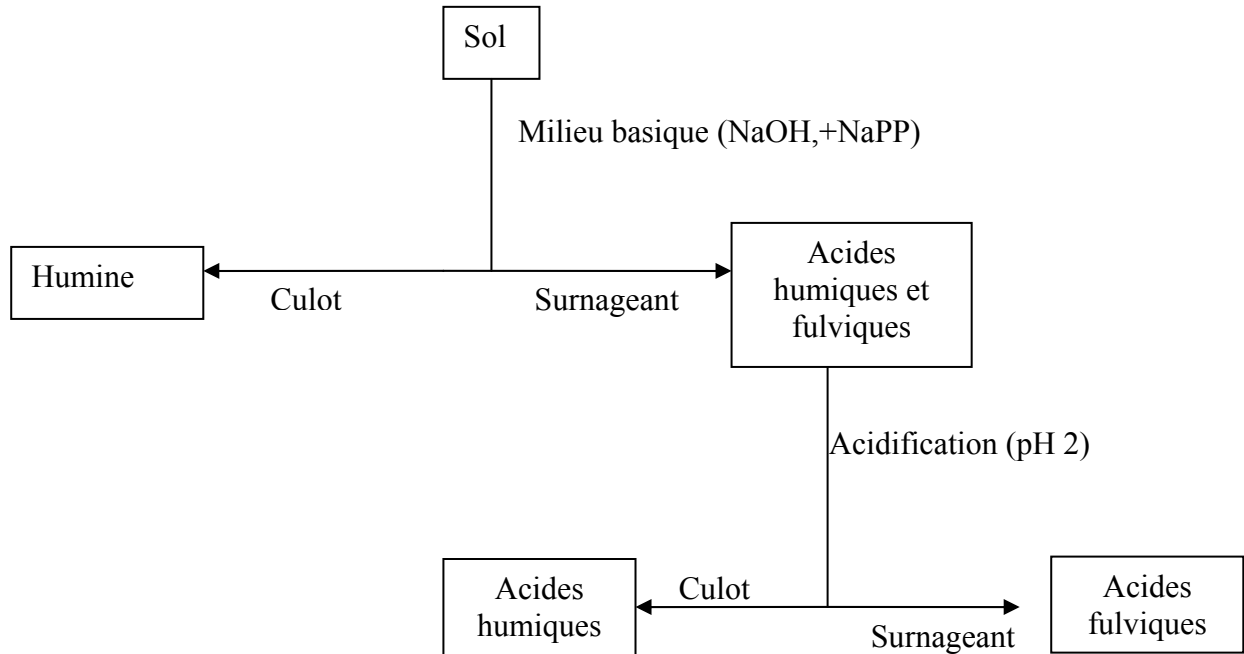 Sol
Milieu basique (NaOH,+NaPP)
Humine
Culot
Surnageant
Acides
humiques et
fulviques
Acidification (pH 2)
Acides
humiques
Culot
Surnageant
Acides
fulviques